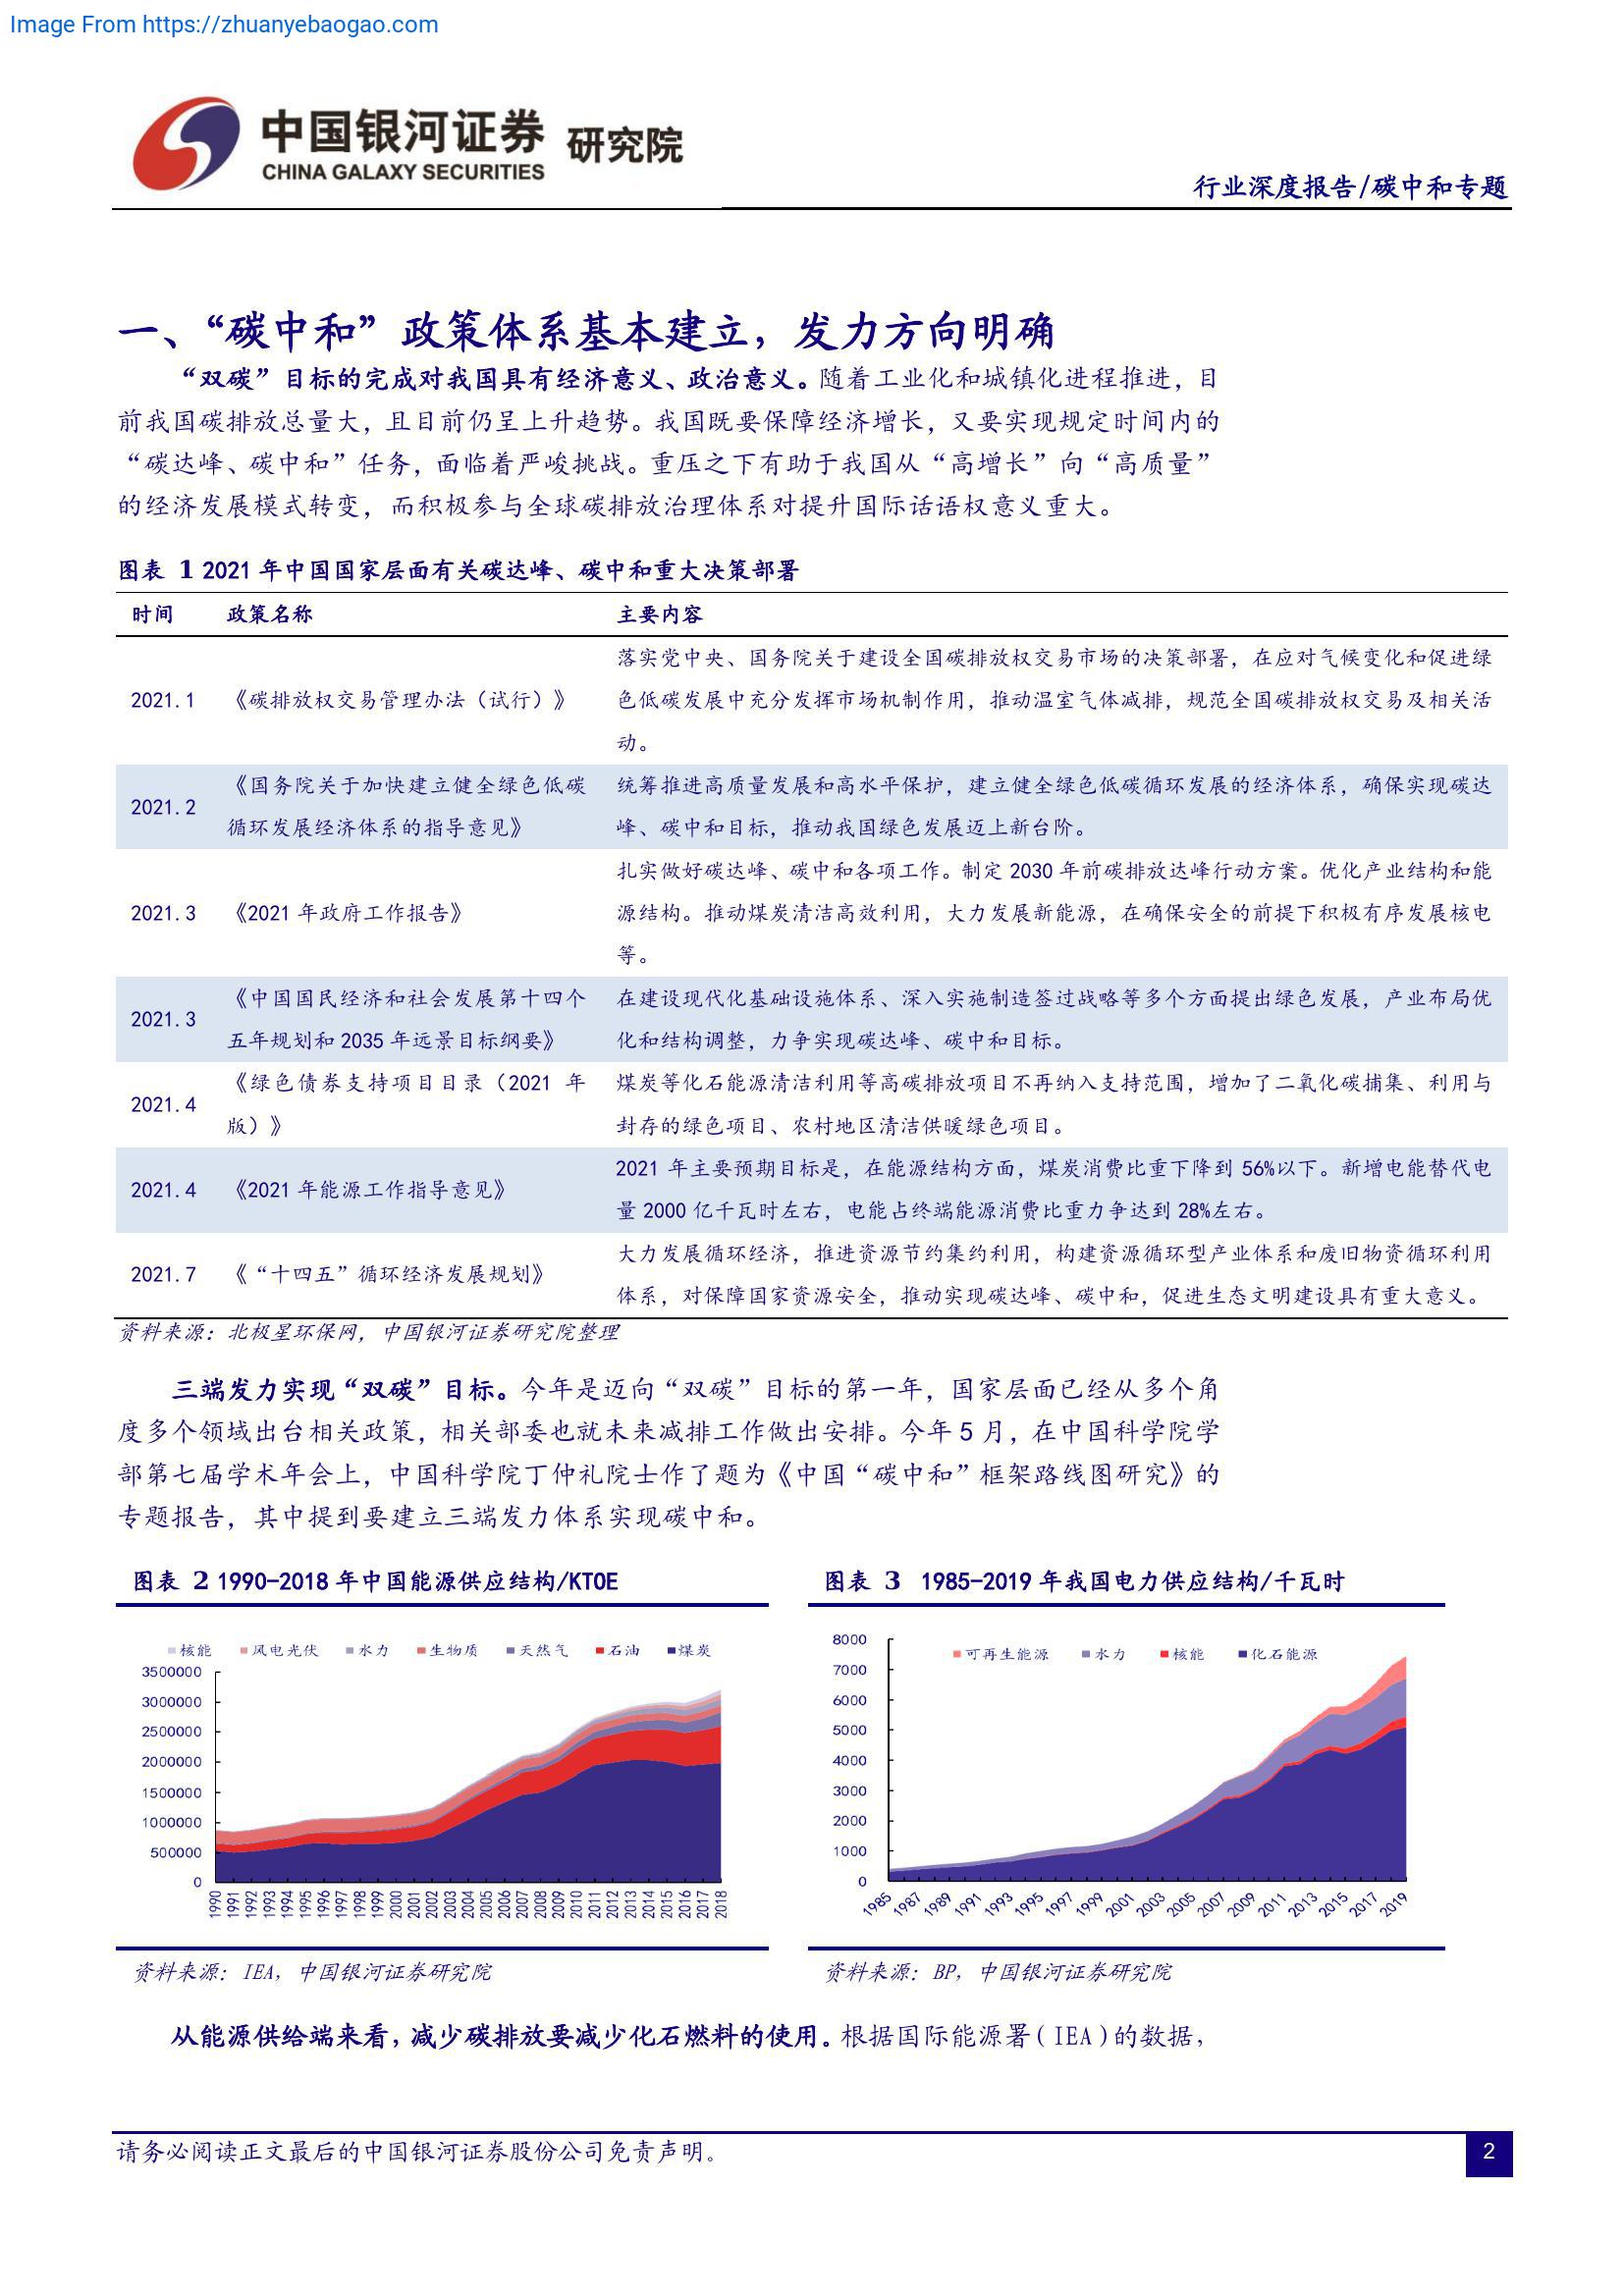 Image From https://zhuanyebaogao.com
中国银河证券 研究院
CHINA GALAXY SECURITIES
行业深度报告/碳中和专题
一、“碳中和”政策体系基本建立，发力方向明确
“双碳”目标的完成对我国具有经济意义、政治意义。随着工业化和城镇化进程推进，目
前我国碳排放总量大，且目前仍呈上升趋势。我国既要保障经济增长，又要实现规定时间内的
“碳达峰、碳中和”任务，面临着严峻挑战。重压之下有助于我国从“高增长”向“高质量”
的经济发展模式转变，而积极参与全球碳排放治理体系对提升国际话语权意义重大。
图表 1 2021 年中国国家层面有关碳达峰、碳中和重大决策部署
时间 政策名称 主要内容
落实党中央、国务院关于建设全国碳排放权交易市场的决策部署，在应对气候变化和促进绿
2021.1 《碳排放权交易管理办法（试行）》 色低碳发展中充分发挥市场机制作用，推动温室气体减排，规范全国碳排放权交易及相关活
动。
《国务院关于加快建立健全绿色低碳 统筹推进高质量发展和高水平保护，建立健全绿色低碳循环发展的经济体系，确保实现碳达
2021.2
循环发展经济体系的指导意见》 峰、碳中和目标，推动我国绿色发展迈上新台阶。
扎实做好碳达峰、碳中和各项工作。制定 2030 年前碳排放达峰行动方案。优化产业结构和能
2021.3 《2021 年政府工作报告》 源结构。推动煤炭清洁高效利用，大力发展新能源，在确保安全的前提下积极有序发展核电
等。
《中国国民经济和社会发展第十四个 在建设现代化基础设施体系、深入实施制造签过战略等多个方面提出绿色发展，产业布局优
2021.3
五年规划和 2035 年远景目标纲要》 化和结构调整，力争实现碳达峰、碳中和目标。
《绿色债券支持项目目录（2021 年 煤炭等化石能源清洁利用等高碳排放项目不再纳入支持范围，增加了二氧化碳捕集、利用与
2021.4
版）》 封存的绿色项目、农村地区清洁供暖绿色项目。
2021 年主要预期目标是，在能源结构方面，煤炭消费比重下降到 56%以下。新增电能替代电
2021.4 《2021 年能源工作指导意见》
量 2000 亿千瓦时左右，电能占终端能源消费比重力争达到 28%左右。
大力发展循环经济，推进资源节约集约利用，构建资源循环型产业体系和废旧物资循环利用
2021.7 《“十四五”循环经济发展规划》
体系，对保障国家资源安全，推动实现碳达峰、碳中和，促进生态文明建设具有重大意义。
资料来源：北极星环保网，中国银河证券研究院整理
三端发力实现“双碳”目标。今年是迈向“双碳”目标的第一年，国家层面已经从多个角
度多个领域出台相关政策，相关部委也就未来减排工作做出安排。今年 5 月，在中国科学院学
部第七届学术年会上，中国科学院丁仲礼院士作了题为《中国“碳中和”框架路线图研究》的
专题报告，其中提到要建立三端发力体系实现碳中和。
图表 2 1990-2018 年中国能源供应结构/KTOE
核能 风电光伏 水力 生物质 天然气 石油 煤炭
3500000
3000000
2500000
2000000
1500000
1000000
500000
0
1990 1991 1992 1993 1994 1995 1996 1997 1998 1999 2000 2001 2002 2003 2004 2005 2006 2007 2008 2009 2010 2011 2012 2013 2014 2015 2016 2017 2018
资料来源：IEA，中国银河证券研究院
图表 3 1985-2019 年我国电力供应结构/千瓦时
可再生能源 水力 核能 化石能源
8000
7000
6000
5000
4000
3000
2000
1000
0
1985 1987 1989 1991 1993 1995 1997 1999 2001 2003 2005 2007 2009 2011 2013 2015 2017 2019
资料来源：BP，中国银河证券研究院
从能源供给端来看，减少碳排放要减少化石燃料的使用。根据国际能源署(IEA)的数据，
请务必阅读正文最后的中国银河证券股份公司免责声明。
2